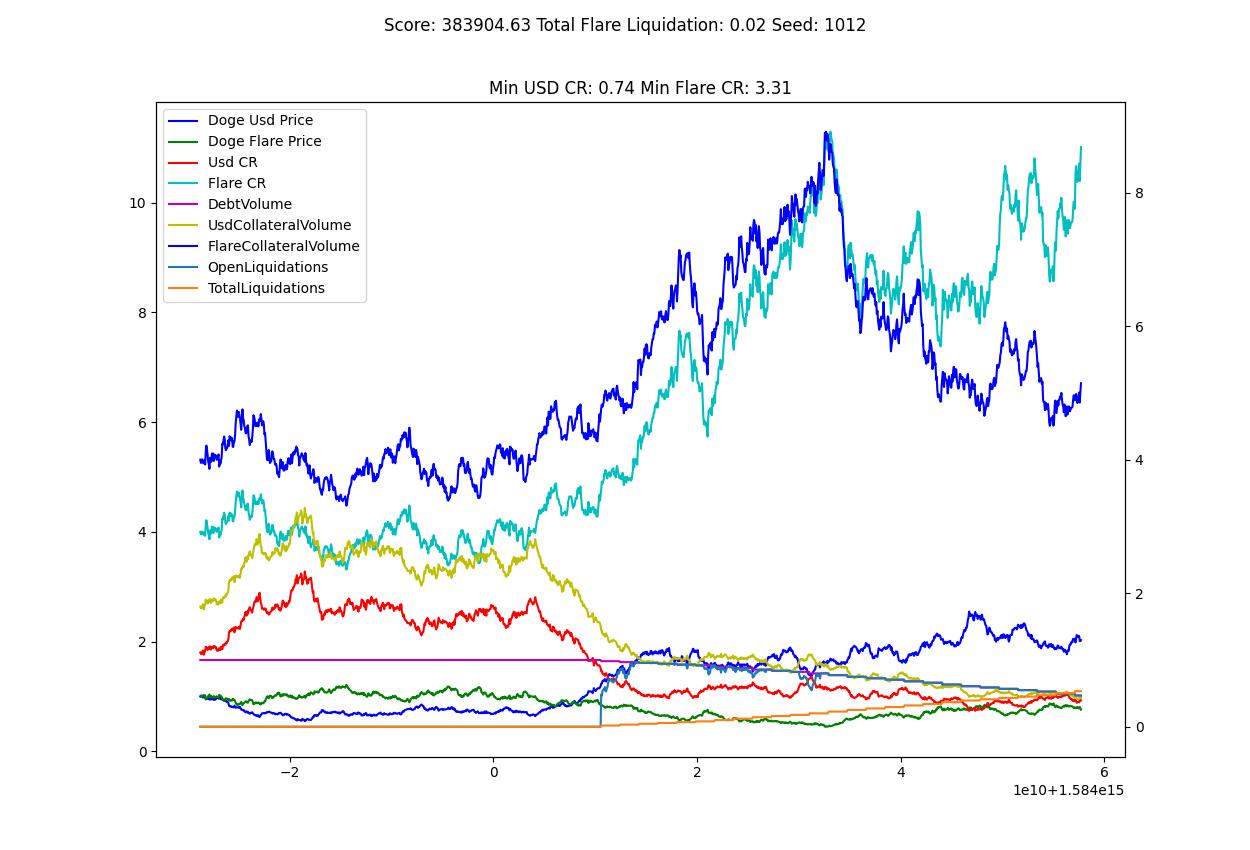 Score: 383904.63 Total Flare Liquidation: 0.02 Seed: 1012
Min USD CR: 0.74 Min Flare CR: 3.31
Doge Usd Price
Doge Flare Price
Usd CR
Flare CR
DebtVolume
UsdCollateralVolume
FlareCollateralVolume
OpenLiquidations
TotalLiquidations
10
8
6
4
2
0
8
6
4
2
0
−2
0
2
4
6
1e10+1.584e15